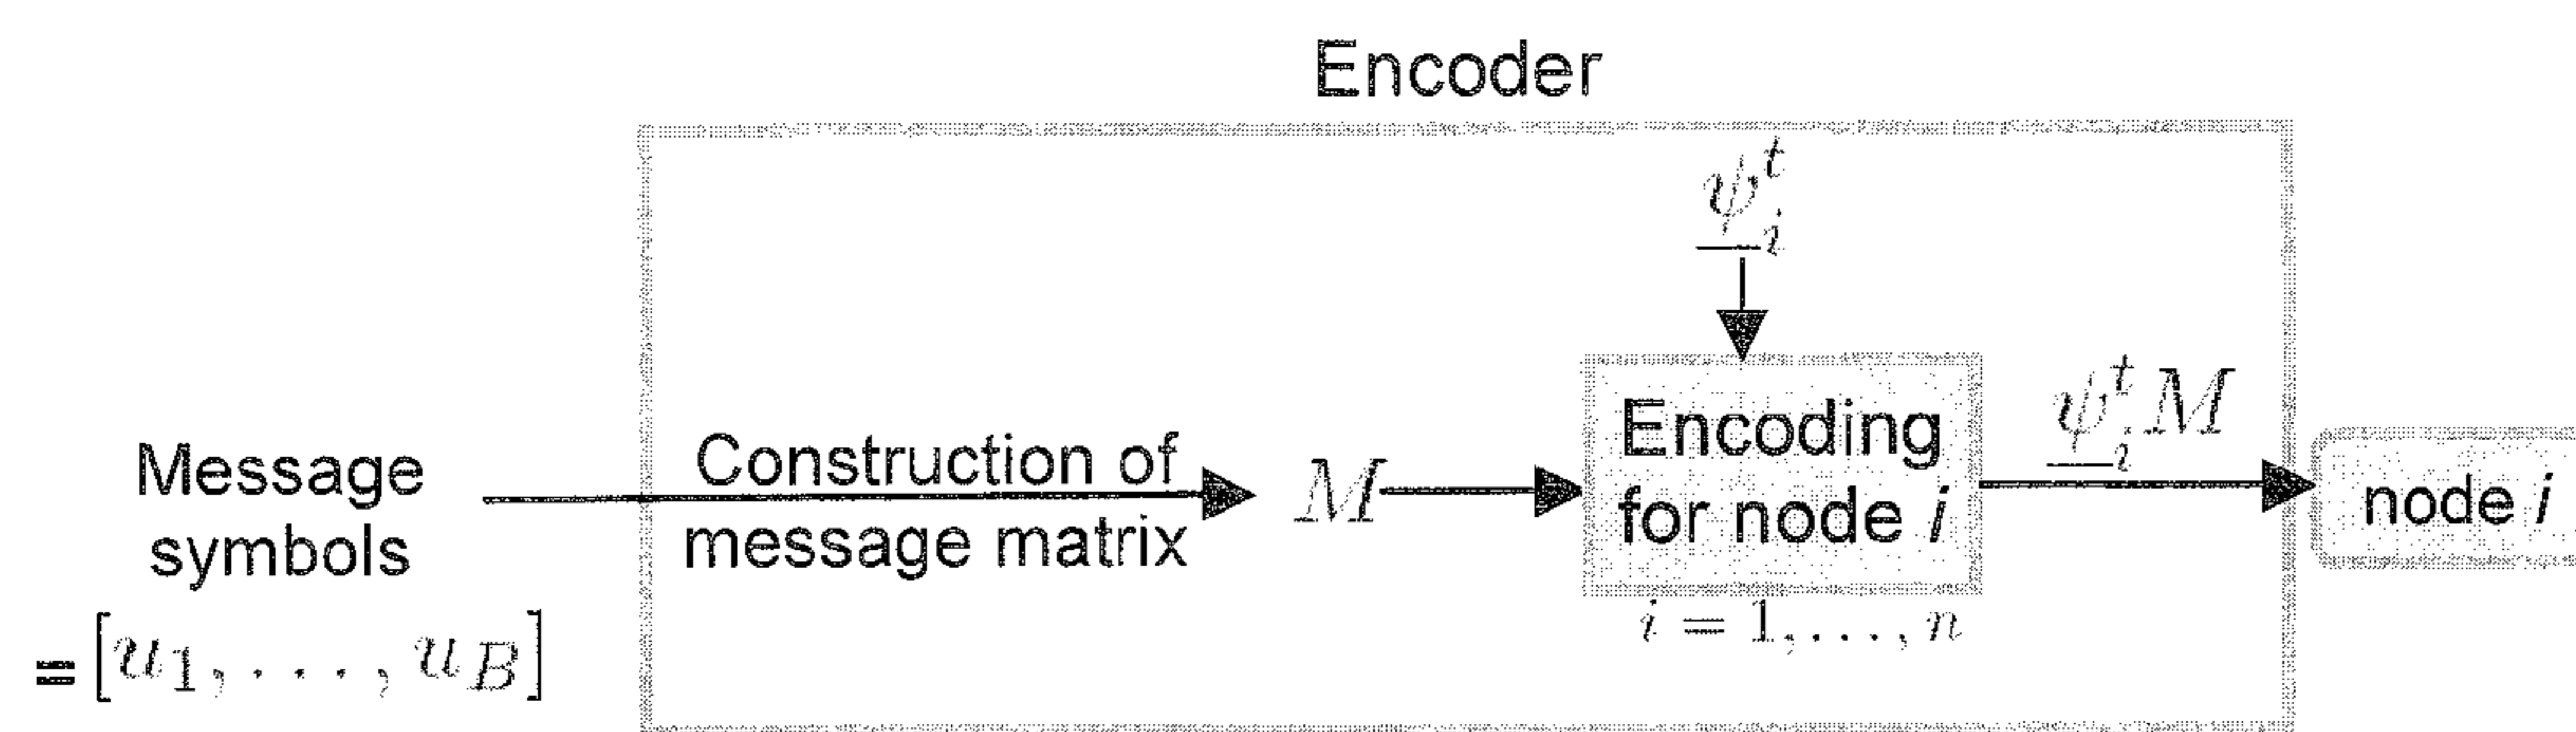 Encoder
ψ_i^t
Message
symbols
= [u_1, . . . , u_B]
Construction of
message matrix
M
Encoding
for node i
i = 1, . . . , n
ψ_i^t M
node i